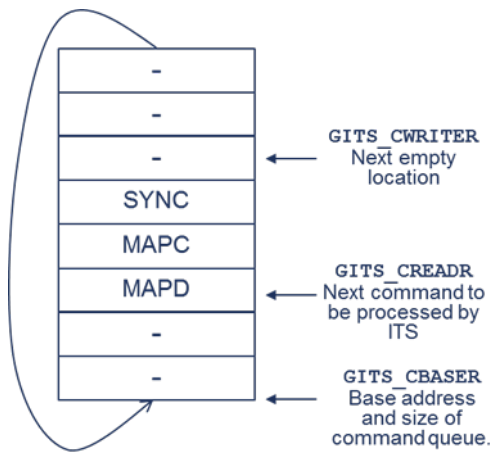 -
-
-
SYNC
MAPC
MAPD
-
-
GITS_CWRITER
Next empty
location
GITS_CREADR
Next command to
be processed by
ITS
GITS_CBASER
Base address
and size of
command queue.